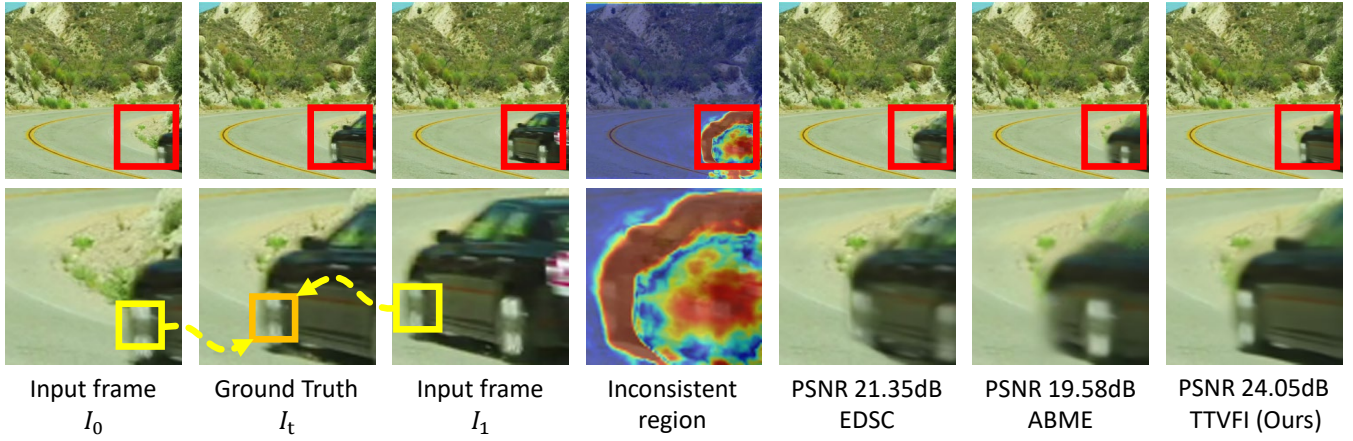 Input frame
I₀
Ground Truth
Iₜ
Input frame
I₁
Inconsistent
region
PSNR 21.35dB
EDSC
PSNR 19.58dB
ABME
PSNR 24.05dB
TTVFI (Ours)